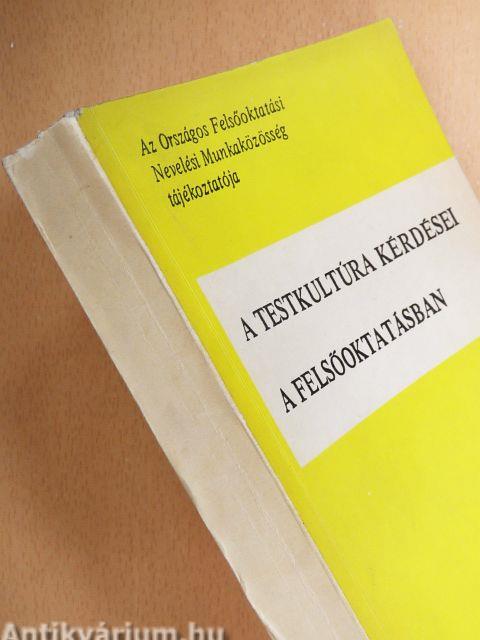 Az Országos Felsőoktatási
Nevelési Munkaközösség
tájékoztatója
A TESTKULTÚRA KÉRDÉSEI
A FELSŐOKTATÁSBAN
Antikvárium.hu